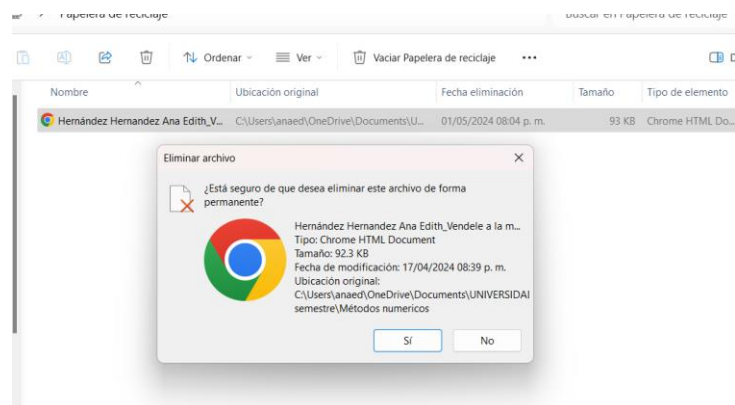 Papelera de reciclaje
Buscar en Papelera de reciclaje
Ordenar
Ver
Vaciar Papelera de reciclaje
Nombre Ubicación original Fecha eliminación Tamaño Tipo de elemento
Hernández Hernandez Ana Edith_V... C:\Users\anaed\OneDrive\Documents\U... 01/05/2024 08:04 p. m. 93 KB Chrome HTML Do...
Eliminar archivo
¿Está seguro de que desea eliminar este archivo de forma
permanente?
Hernández Hernandez Ana Edith_Vendele a la m...
Tipo: Chrome HTML Document
Tamaño: 92.3 KB
Fecha de modificación: 17/04/2024 08:39 p. m.
Ubicación original:
C:\Users\anaed\OneDrive\Documents\UNIVERSIDAI
semestre\Métodos numericos
Sí
No